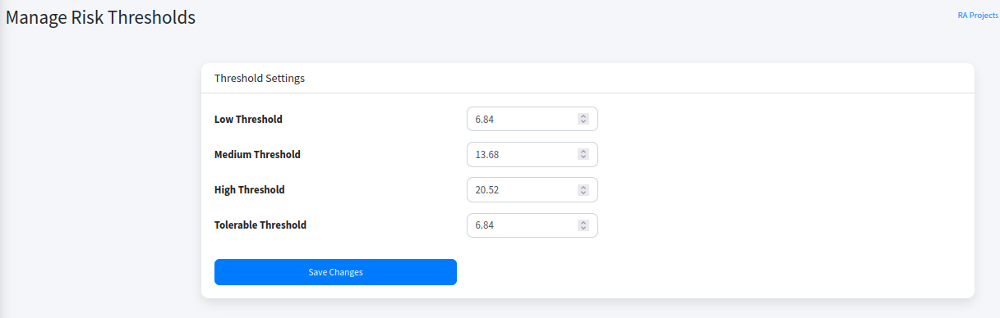 Manage Risk Thresholds
RA Projects
Threshold Settings
Low Threshold 6.84
Medium Threshold 13.68
High Threshold 20.52
Tolerable Threshold 6.84
Save Changes